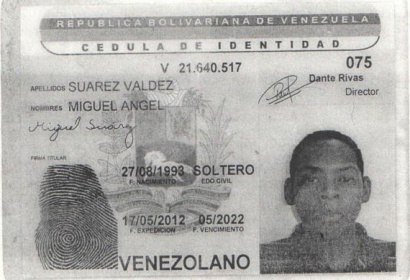 REPUBLICA BOLIVARIANA DE VENEZUELA
CEDULA DE IDENTIDAD
V 21.640.517 075
APELLIDOS SUAREZ VALDEZ
Dante Rivas
Director
NOMBRES MIGUEL ANGEL
Miguel Suárez
FIRMA TITULAR
27/08/1993 SOLTERO
F. NACIMIENTO EDO CIVIL
17/05/2012 05/2022
F. EXPEDICION F. VENCIMIENTO
VENEZOLANO